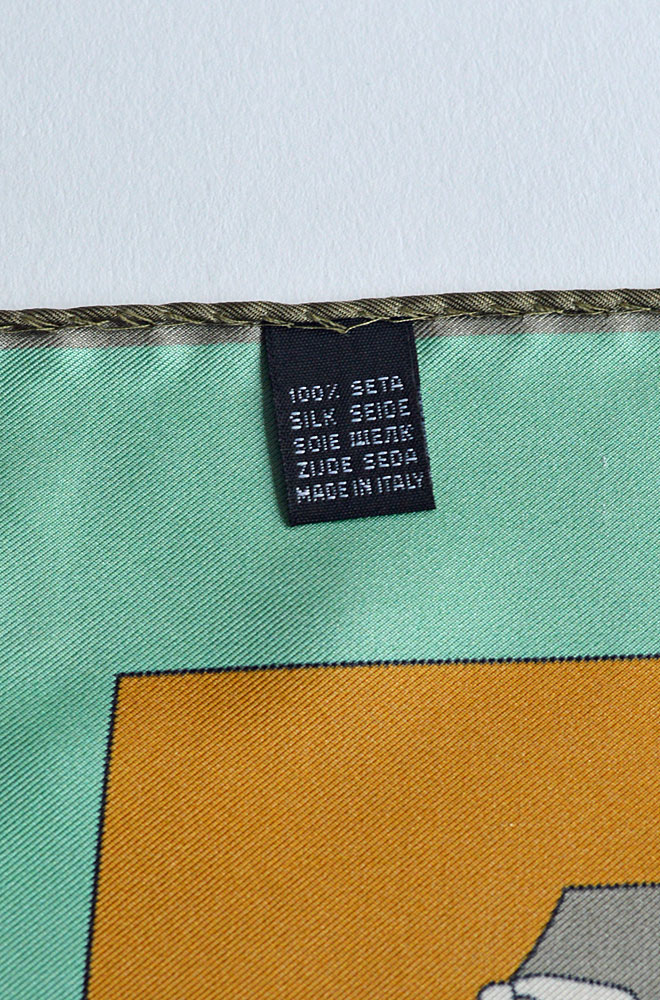 100% SETA
SILK SEIDE
SOIE ШЕЛК
ZIJDE SEDA
MADE IN ITALY